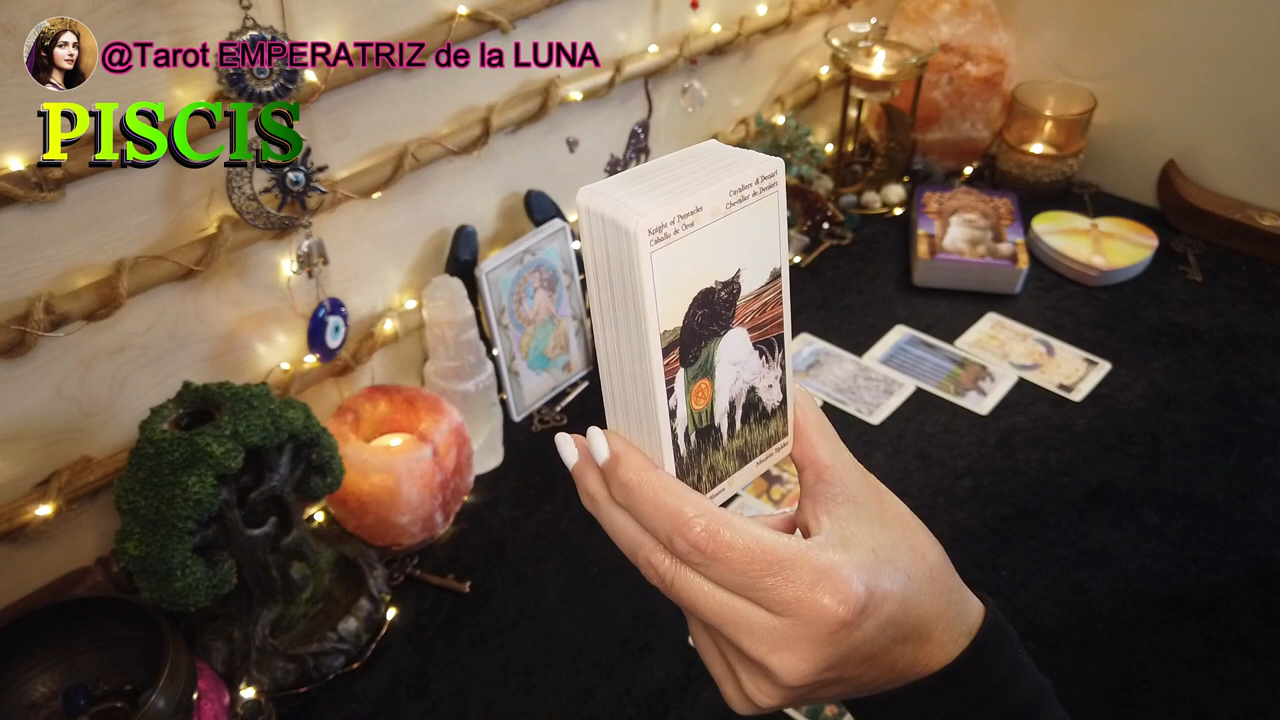 @Tarot EMPERATRIZ de la LUNA
PISCIS
Knight of Pentacles
Caballo de Oros
Cavaliere di Denari
Chevalier de Deniers